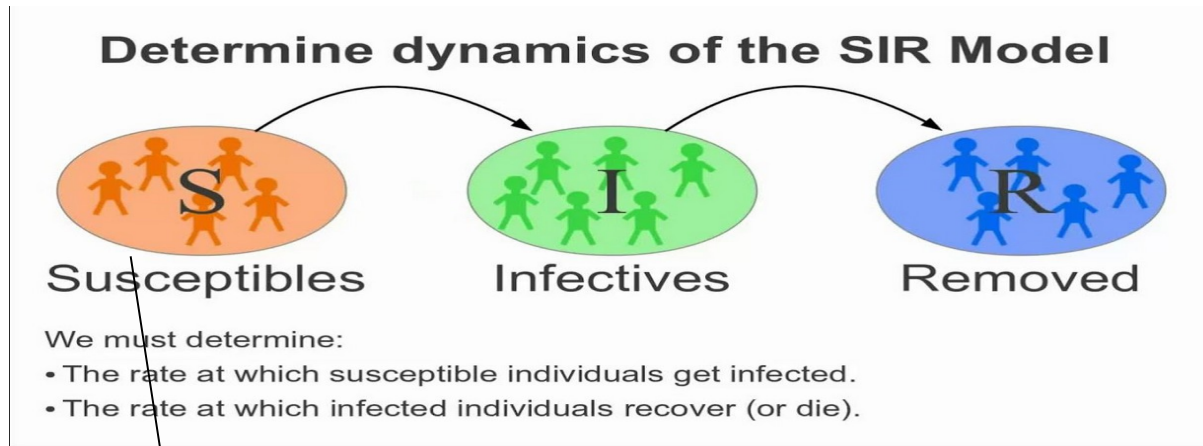 Determine dynamics of the SIR Model
S I R
Susceptibles Infectives Removed
We must determine:
• The rate at which susceptible individuals get infected.
• The rate at which infected individuals recover (or die).